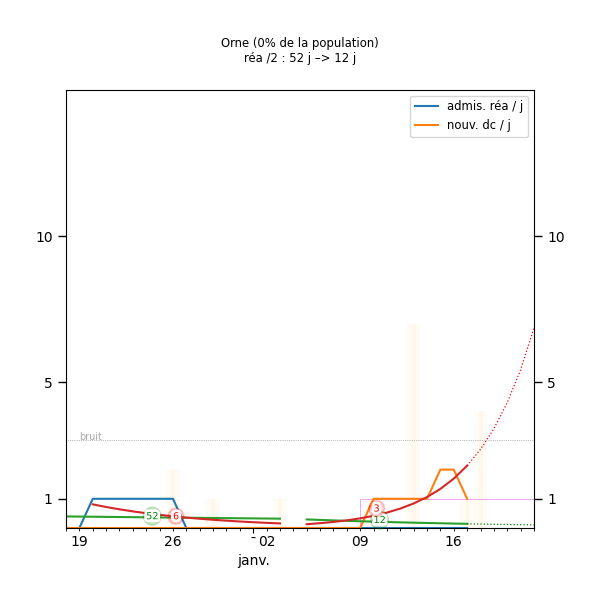 Orne (0% de la population)
réa /2 : 52 j –> 12 j
admis. réa / j
nouv. dc / j
10
10
5
5
bruit
1
1
52
6
3
12
19
26
- 02
09
16
janv.